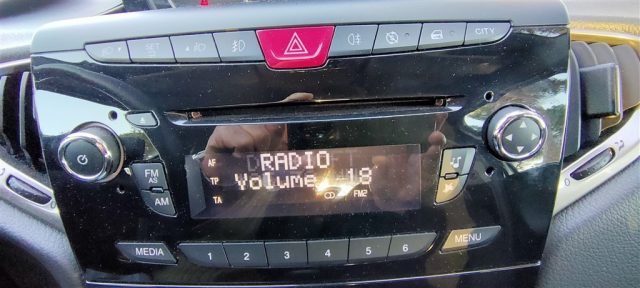 SET
CITY
AF
RADIO
TP
Volume 18
TA
FM2
FM
AS
AM
MEDIA
1 2 3 4 5 6
MENU
0